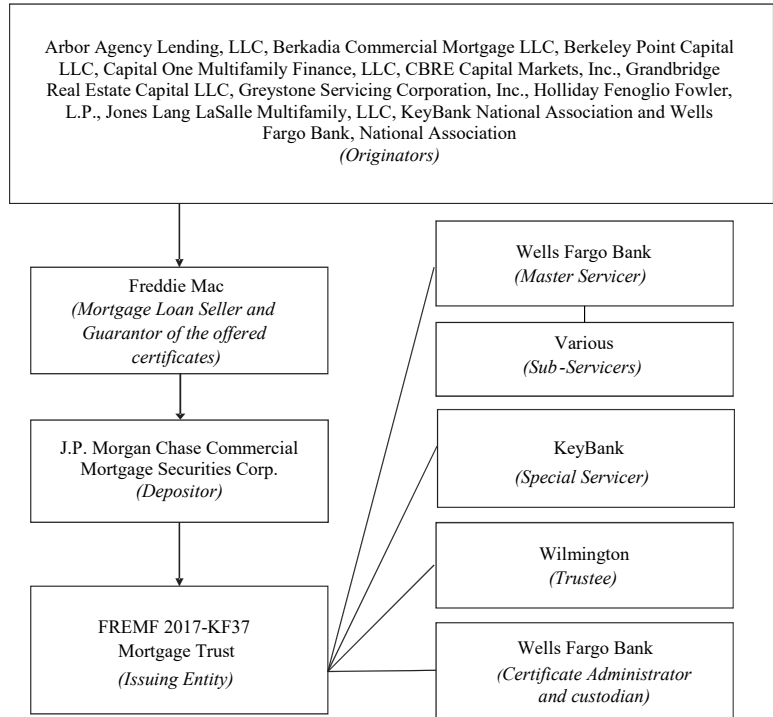 Arbor Agency Lending, LLC, Berkadia Commercial Mortgage LLC, Berkeley Point Capital
LLC, Capital One Multifamily Finance, LLC, CBRE Capital Markets, Inc., Grandbridge
Real Estate Capital LLC, Greystone Servicing Corporation, Inc., Holliday Fenoglio Fowler,
L.P., Jones Lang LaSalle Multifamily, LLC, KeyBank National Association and Wells
Fargo Bank, National Association
(Originators)
Freddie Mac
(Mortgage Loan Seller and
Guarantor of the offered
certificates)
J.P. Morgan Chase Commercial
Mortgage Securities Corp.
(Depositor)
FREMF 2017-KF37
Mortgage Trust
(Issuing Entity)
Wells Fargo Bank
(Master Servicer)
Various
(Sub-Servicers)
KeyBank
(Special Servicer)
Wilmington
(Trustee)
Wells Fargo Bank
(Certificate Administrator
and custodian)